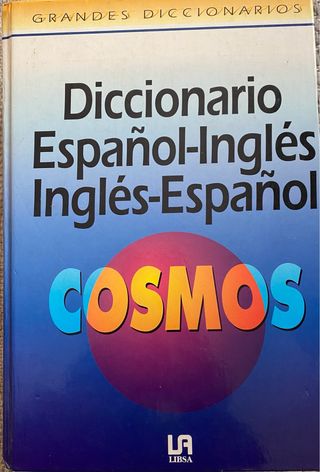 GRANDES DICCIONARIOS
Diccionario
Español-Inglés
Inglés-Español
COSMOS
LA
LIBSA